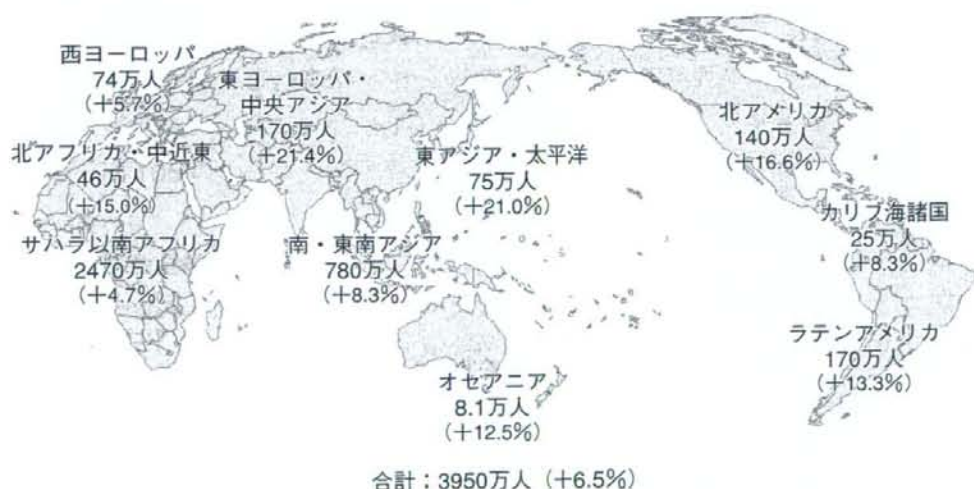 西ヨーロッパ
74万人
(+5.7%)
東ヨーロッパ・
中央アジア
170万人
(+21.4%)
北アメリカ
140万人
(+16.6%)
北アフリカ・中近東
46万人
(+15.0%)
東アジア・太平洋
75万人
(+21.0%)
カリブ海諸国
25万人
(+8.3%)
サハラ以南アフリカ
2470万人
(+4.7%)
南・東南アジア
780万人
(+8.3%)
ラテンアメリカ
170万人
(+13.3%)
オセアニア
8.1万人
(+12.5%)
合計:3950万人(+6.5%)